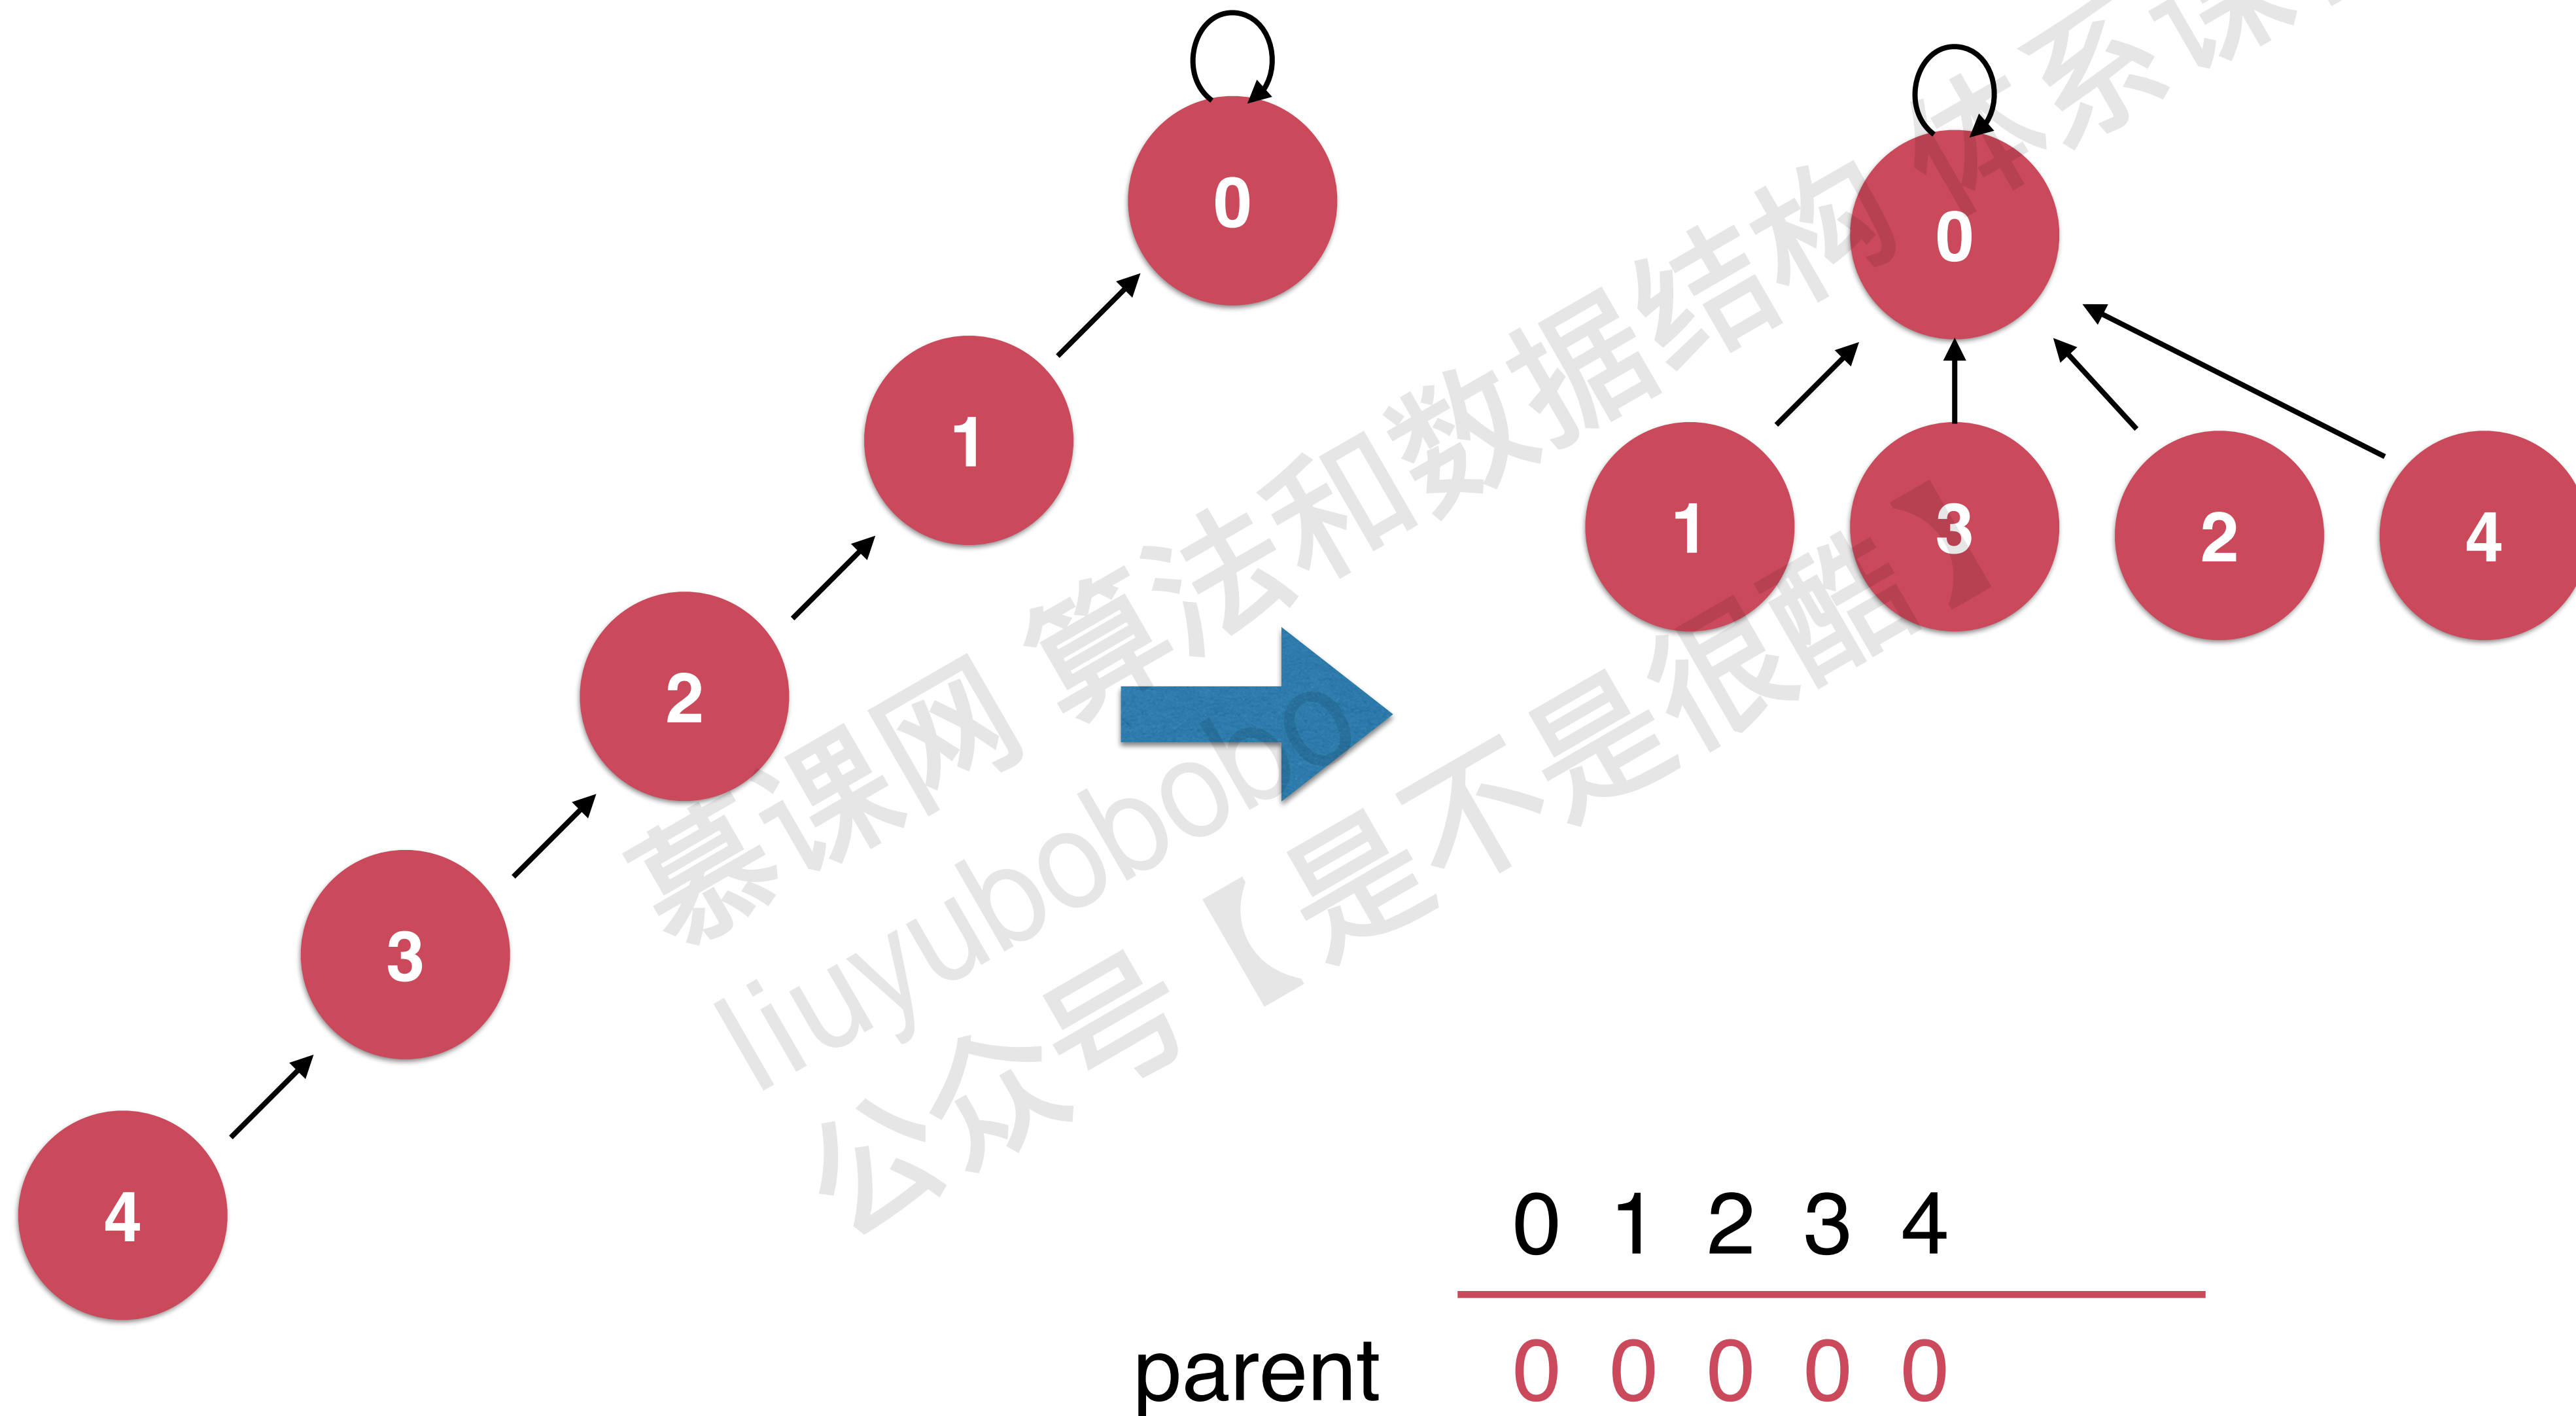 0
1
2
3
4
0
1 3 2 4
慕课网 算法和数据结构 体系课
liuyubobobo
公众号【是不是很酷】
0 1 2 3 4
parent 0 0 0 0 0